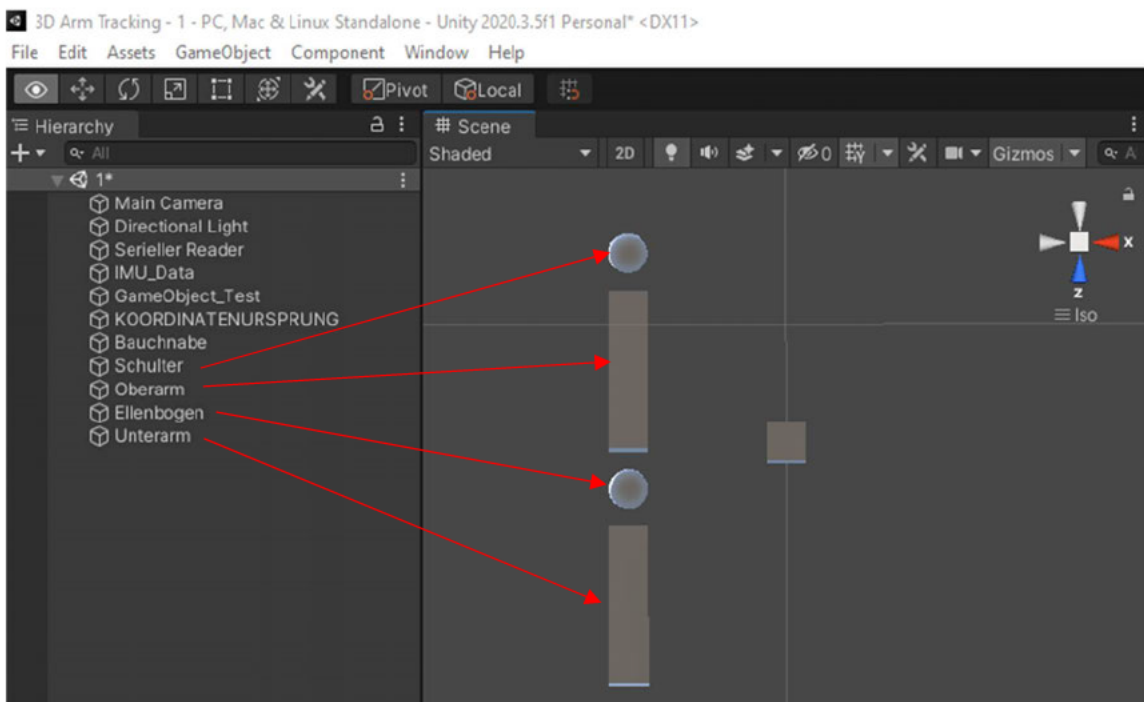 3D Arm Tracking - 1 - PC, Mac & Linux Standalone - Unity 2020.3.5f1 Personal* <DX11>
File Edit Assets GameObject Component Window Help
Pivot Local
Hierarchy
All
1*
Main Camera
Directional Light
Serieller Reader
IMU_Data
GameObject_Test
KOORDINATENURSPRUNG
Bauchnabe
Schulter
Oberarm
Ellenbogen
Unterarm
# Scene
Shaded 2D 0 Gizmos A
x
z
Iso